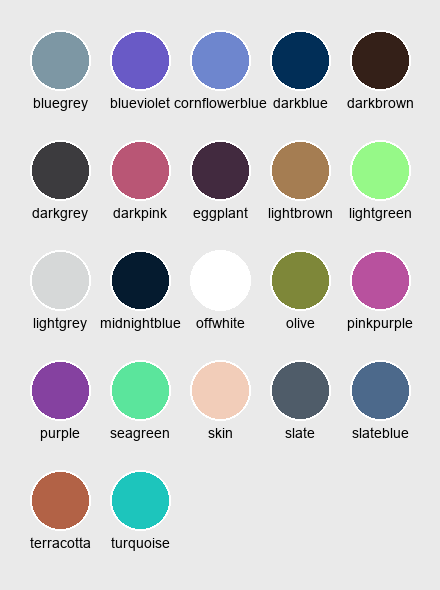 bluegrey blueviolet cornflowerblue darkblue darkbrown
darkgrey darkpink eggplant lightbrown lightgreen
lightgrey midnightblue offwhite olive pinkpurple
purple seagreen skin slate slateblue
terracotta turquoise